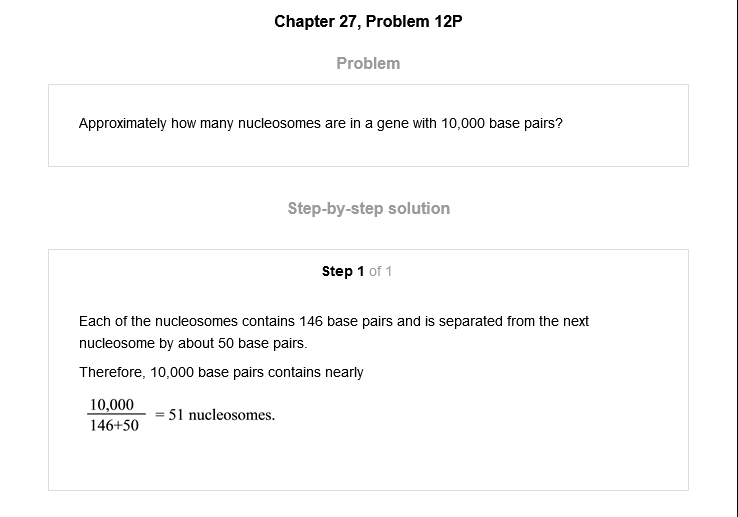 Chapter 27, Problem 12P
Problem
Approximately how many nucleosomes are in a gene with 10,000 base pairs?
Step-by-step solution
Step 1 of 1
Each of the nucleosomes contains 146 base pairs and is separated from the next
nucleosome by about 50 base pairs.
Therefore, 10,000 base pairs contains nearly
10,000
146+50
= 51 nucleosomes.